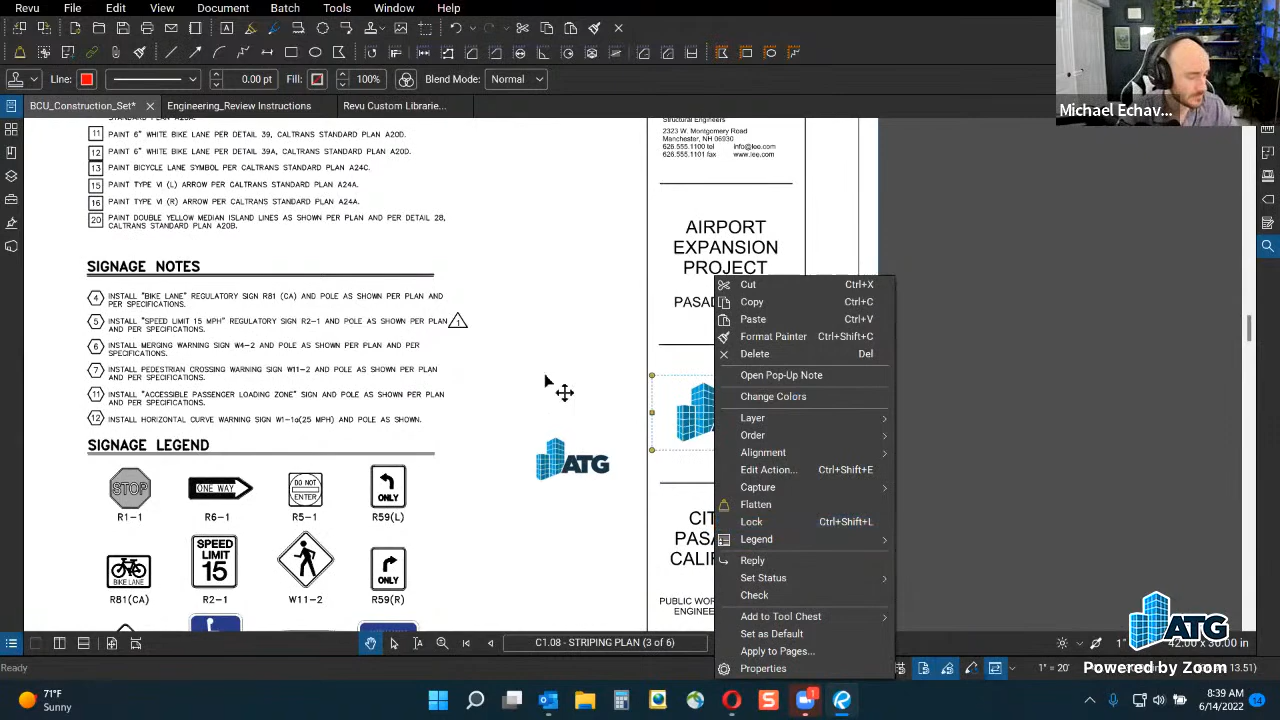 Revu File Edit View Document Batch Tools Window Help
Line: 0.00 pt Fill: 100% Blend Mode: Normal
Michael Echav...
BCU_Construction_Set* Engineering_Review Instructions Revu Custom Librarie...
11 PAINT 6" WHITE BIKE LANE PER DETAIL 39, CALTRANS STANDARD PLAN A20D.
12 PAINT 6" WHITE BIKE LANE PER DETAIL 39A, CALTRANS STANDARD PLAN A20D.
13 PAINT BICYCLE LANE SYMBOL PER CALTRANS STANDARD PLAN A24C.
15 PAINT TYPE VI (L) ARROW PER CALTRANS STANDARD PLAN A24A.
16 PAINT TYPE VI (R) ARROW PER CALTRANS STANDARD PLAN A24A.
20 PAINT DOUBLE YELLOW MEDIAN ISLAND LINES AS SHOWN PER PLAN AND PER DETAIL 28,
CALTRANS STANDARD PLAN A20B.
SIGNAGE NOTES
4 INSTALL "BIKE LANE" REGULATORY SIGN R81 (CA) AND POLE AS SHOWN PER PLAN AND
PER SPECIFICATIONS.
5 INSTALL "SPEED LIMIT 15 MPH" REGULATORY SIGN R2-1 AND POLE AS SHOWN PER PLAN 1
AND PER SPECIFICATIONS.
6 INSTALL MERGING WARNING SIGN W4-2 AND POLE AS SHOWN PER PLAN AND PER
SPECIFICATIONS.
7 INSTALL PEDESTRIAN CROSSING WARNING SIGN W11-2 AND POLE AS SHOWN PER PLAN
AND PER SPECIFICATIONS.
11 INSTALL "ACCESSIBLE PASSENGER LOADING ZONE" SIGN AND POLE AS SHOWN PER PLAN
AND PER SPECIFICATIONS.
12 INSTALL HORIZONTAL CURVE WARNING SIGN W1-1a(25 MPH) AND POLE AS SHOWN.
SIGNAGE LEGEND
STOP ONE WAY DO NOT ENTER ONLY
R1-1 R6-1 R5-1 R59(L)
BIKE LANE SPEED LIMIT 15 ONLY
R81(CA) R2-1 W11-2 R59(R)
ATG
Structural Engineers
2323 W. Montgomery Road
Manchester, NH 06930
626.555.1100 tel info@lee.com
626.555.1101 fax www.lee.com
AIRPORT
EXPANSION
PROJECT
PASAD
CIT
PASA
CALIF
PUBLIC WOR
ENGINEE
Cut Ctrl+X
Copy Ctrl+C
Paste Ctrl+V
Format Painter Ctrl+Shift+C
Delete Del
Open Pop-Up Note
Change Colors
Layer
Order
Alignment
Edit Action... Ctrl+Shift+E
Capture
Flatten
Lock Ctrl+Shift+L
Legend
Reply
Set Status
Check
Add to Tool Chest
Set as Default
Apply to Pages...
Properties
C1.08 - STRIPING PLAN (3 of 6)
Ready
1" = 20'
13.51)
ATG
Powered by Zoom
71°F
Sunny
8:39 AM
6/14/2022
14